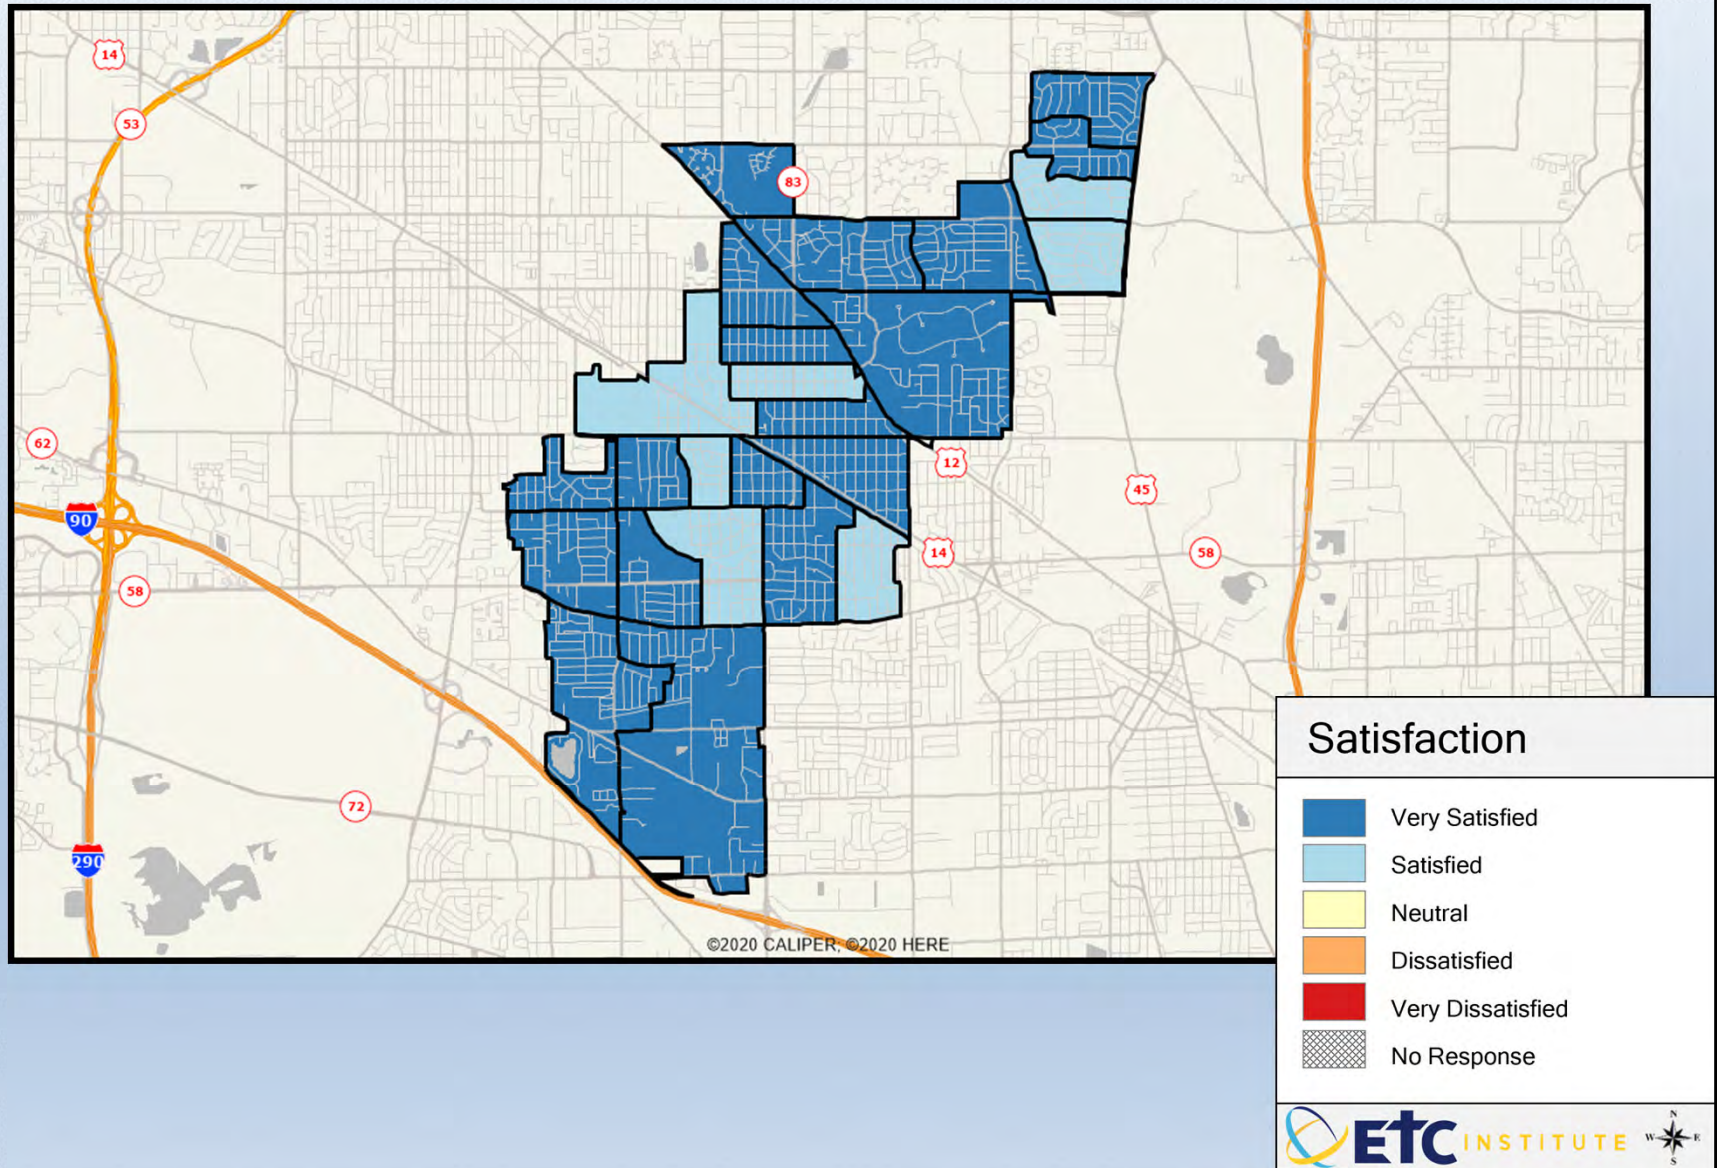 14
53
83
62
12
45
90
14
58
58
72
290
©2020 CALIPER; ©2020 HERE
Satisfaction
Very Satisfied
Satisfied
Neutral
Dissatisfied
Very Dissatisfied
No Response
ETC INSTITUTE
N
W E
S